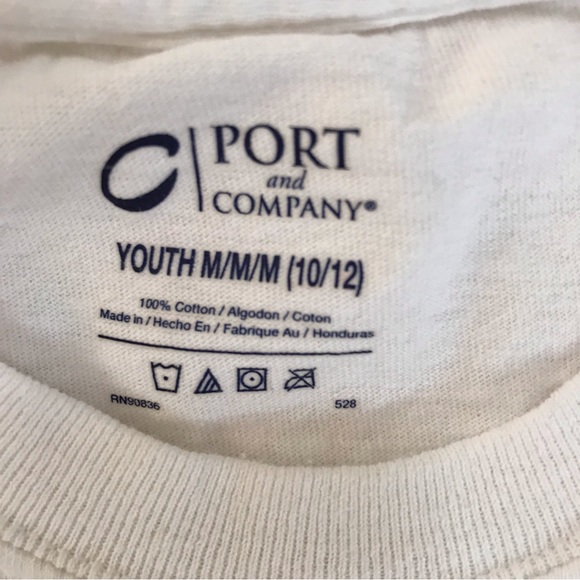 PORT
and
COMPANY®
YOUTH M/M/M (10/12)
100% Cotton / Algodon / Coton
Made in / Hecho En / Fabrique Au / Honduras
RN90836 528